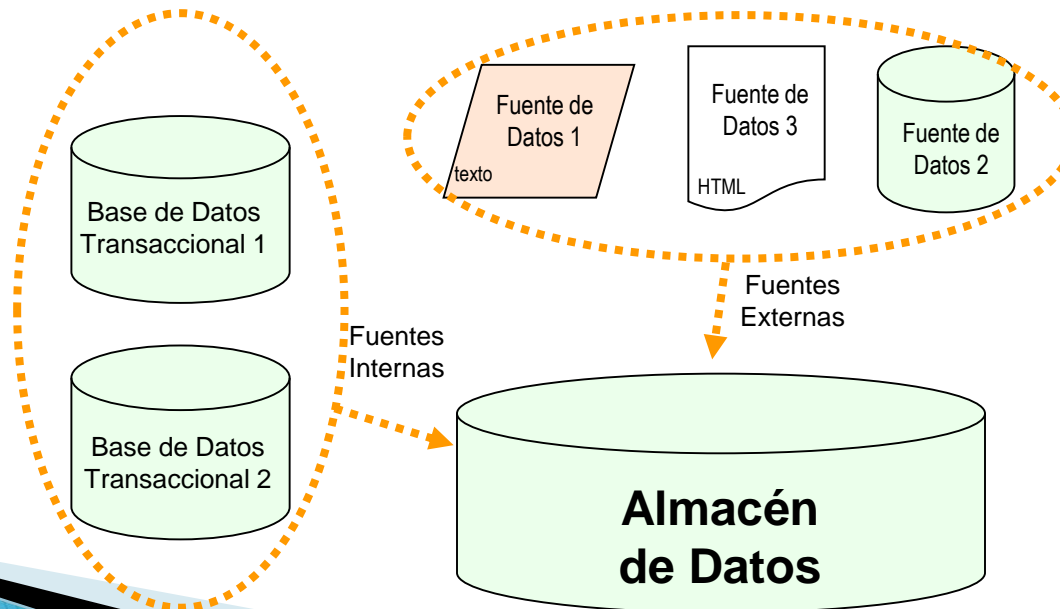 Fuente de
Datos 1
texto
Fuente de
Datos 3
HTML
Fuente de
Datos 2
Base de Datos
Transaccional 1
Fuentes
Externas
Fuentes
Internas
Base de Datos
Transaccional 2
Almacén
de Datos